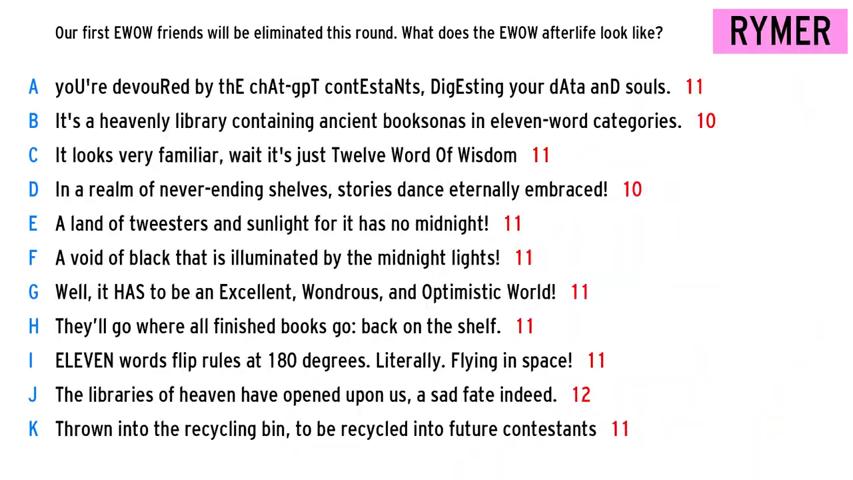 Our first EWOW friends will be eliminated this round. What does the EWOW afterlife look like?
RYMER
A yoU're devouRed by thE chAt-gpT contEstaNts, DigEsting your dAta anD souls. 11
B It's a heavenly library containing ancient booksonas in eleven-word categories. 10
C It looks very familiar, wait it's just Twelve Word Of Wisdom 11
D In a realm of never-ending shelves, stories dance eternally embraced! 10
E A land of tweesters and sunlight for it has no midnight! 11
F A void of black that is illuminated by the midnight lights! 11
G Well, it HAS to be an Excellent, Wondrous, and Optimistic World! 11
H They’ll go where all finished books go: back on the shelf. 11
I ELEVEN words flip rules at 180 degrees. Literally. Flying in space! 11
J The libraries of heaven have opened upon us, a sad fate indeed. 12
K Thrown into the recycling bin, to be recycled into future contestants 11